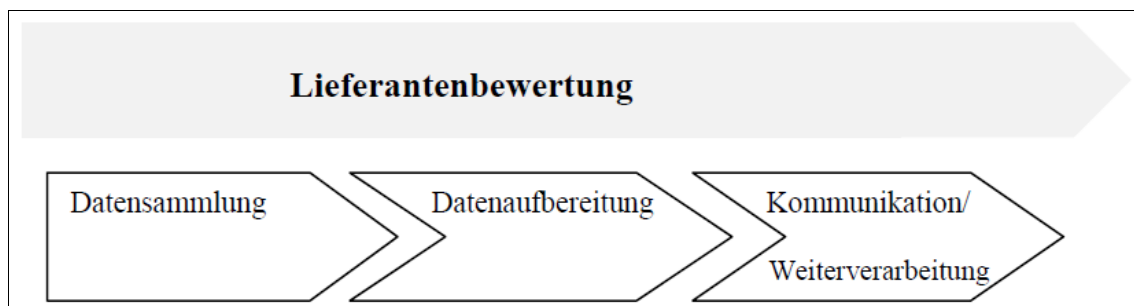 Lieferantenbewertung
Datensammlung
Datenaufbereitung
Kommunikation/
Weiterverarbeitung